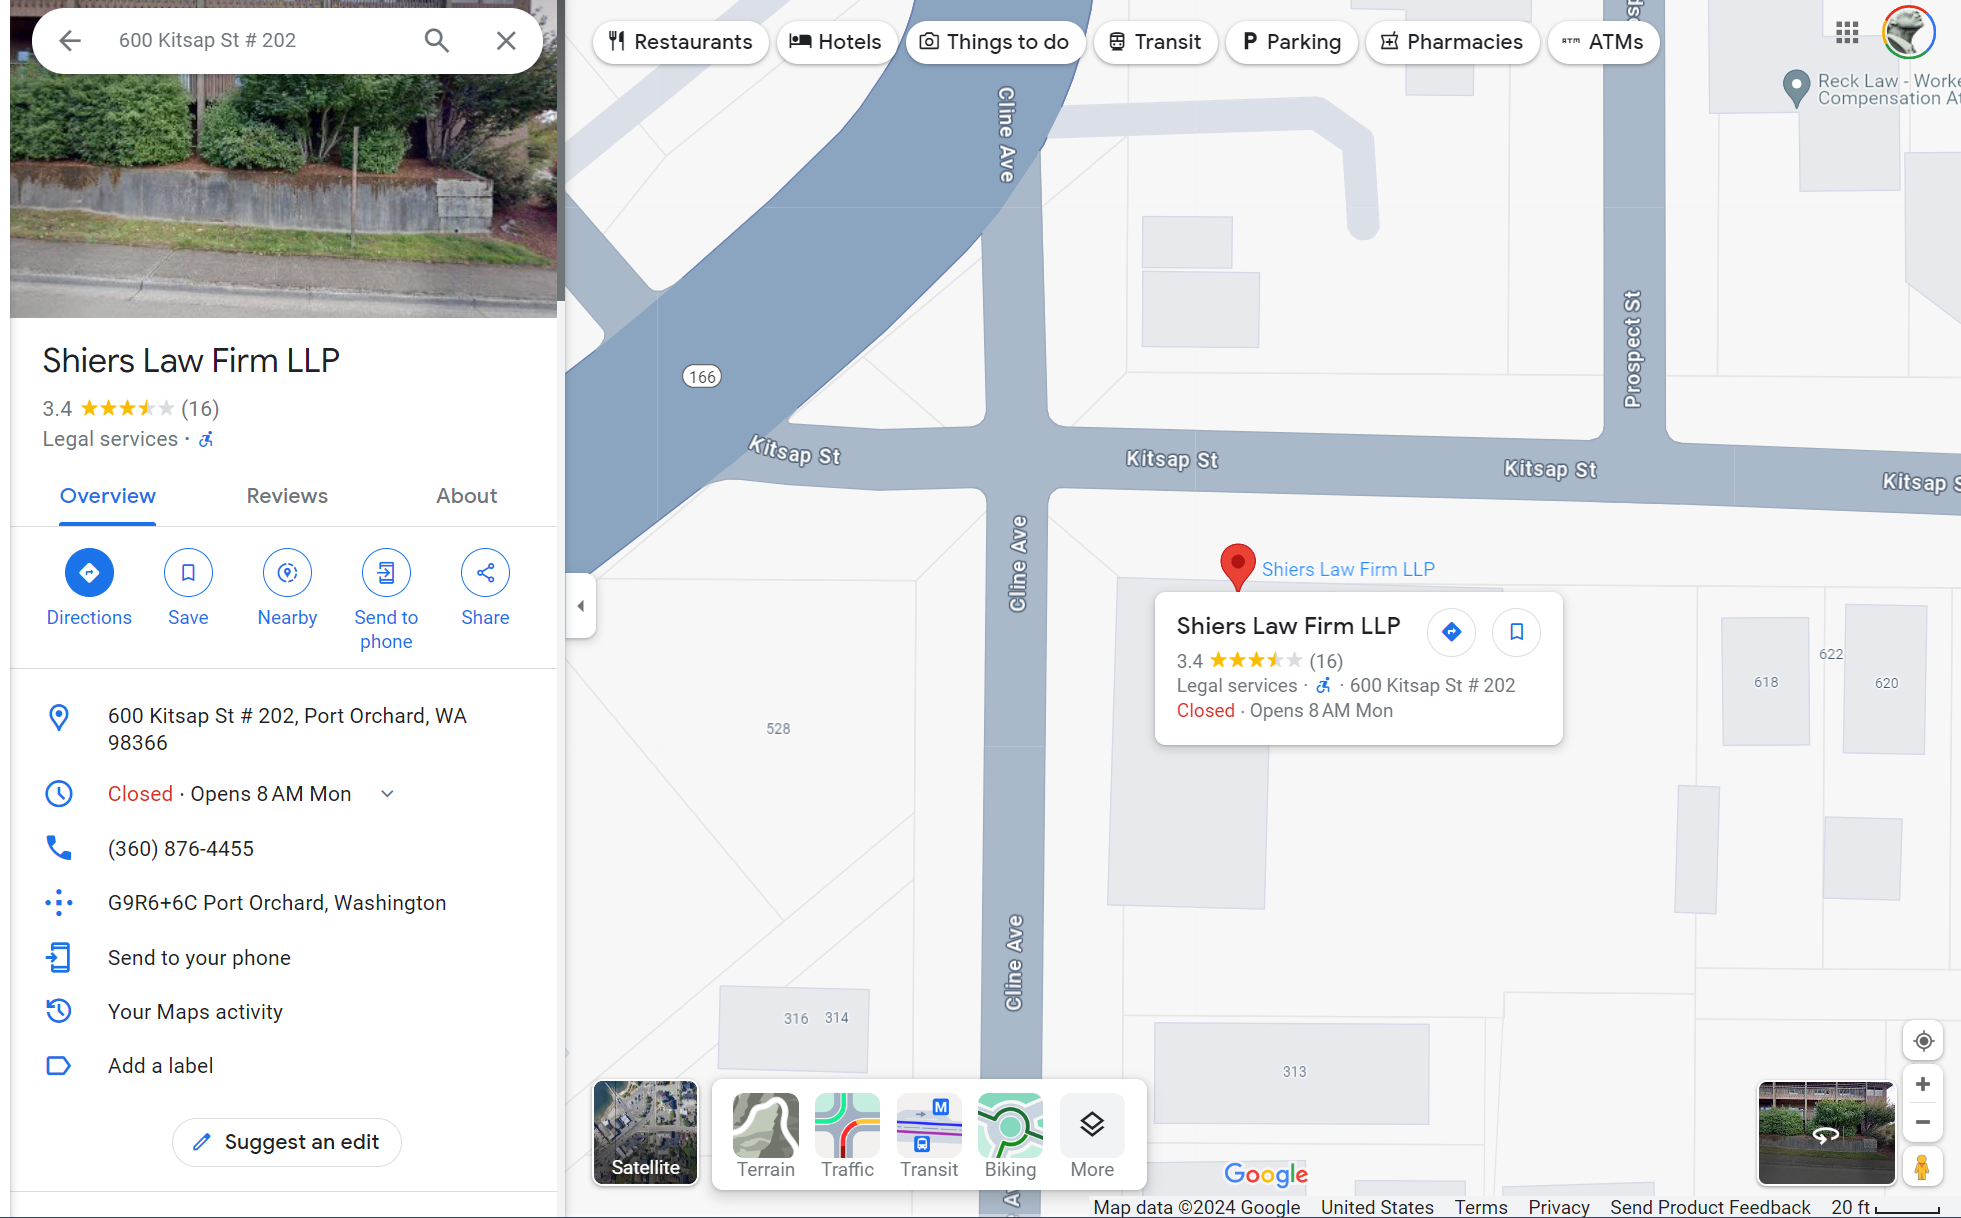 600 Kitsap St # 202
Restaurants
Hotels
Things to do
Transit
Parking
Pharmacies
ATM ATMs
Shiers Law Firm LLP
3.4 (16)
Legal services ·
Overview
Reviews
About
Directions
Save
Nearby
Send to
phone
Share
600 Kitsap St # 202, Port Orchard, WA
98366
Closed · Opens 8 AM Mon
(360) 876-4455
G9R6+6C Port Orchard, Washington
Send to your phone
Your Maps activity
Add a label
Suggest an edit
Cline Ave
Reck Law - Worke
Compensation At
Prospect St
166
Kitsap St
Kitsap St
Kitsap St
Kitsap S
Cline Ave
Shiers Law Firm LLP
Shiers Law Firm LLP
3.4 (16)
Legal services · · 600 Kitsap St # 202
Closed · Opens 8 AM Mon
622
618
620
528
Cline Ave
316 314
313
Satellite
Terrain
Traffic
M
Transit
Biking
More
Google
Map data ©2024 Google
United States
Terms
Privacy
Send Product Feedback
20 ft